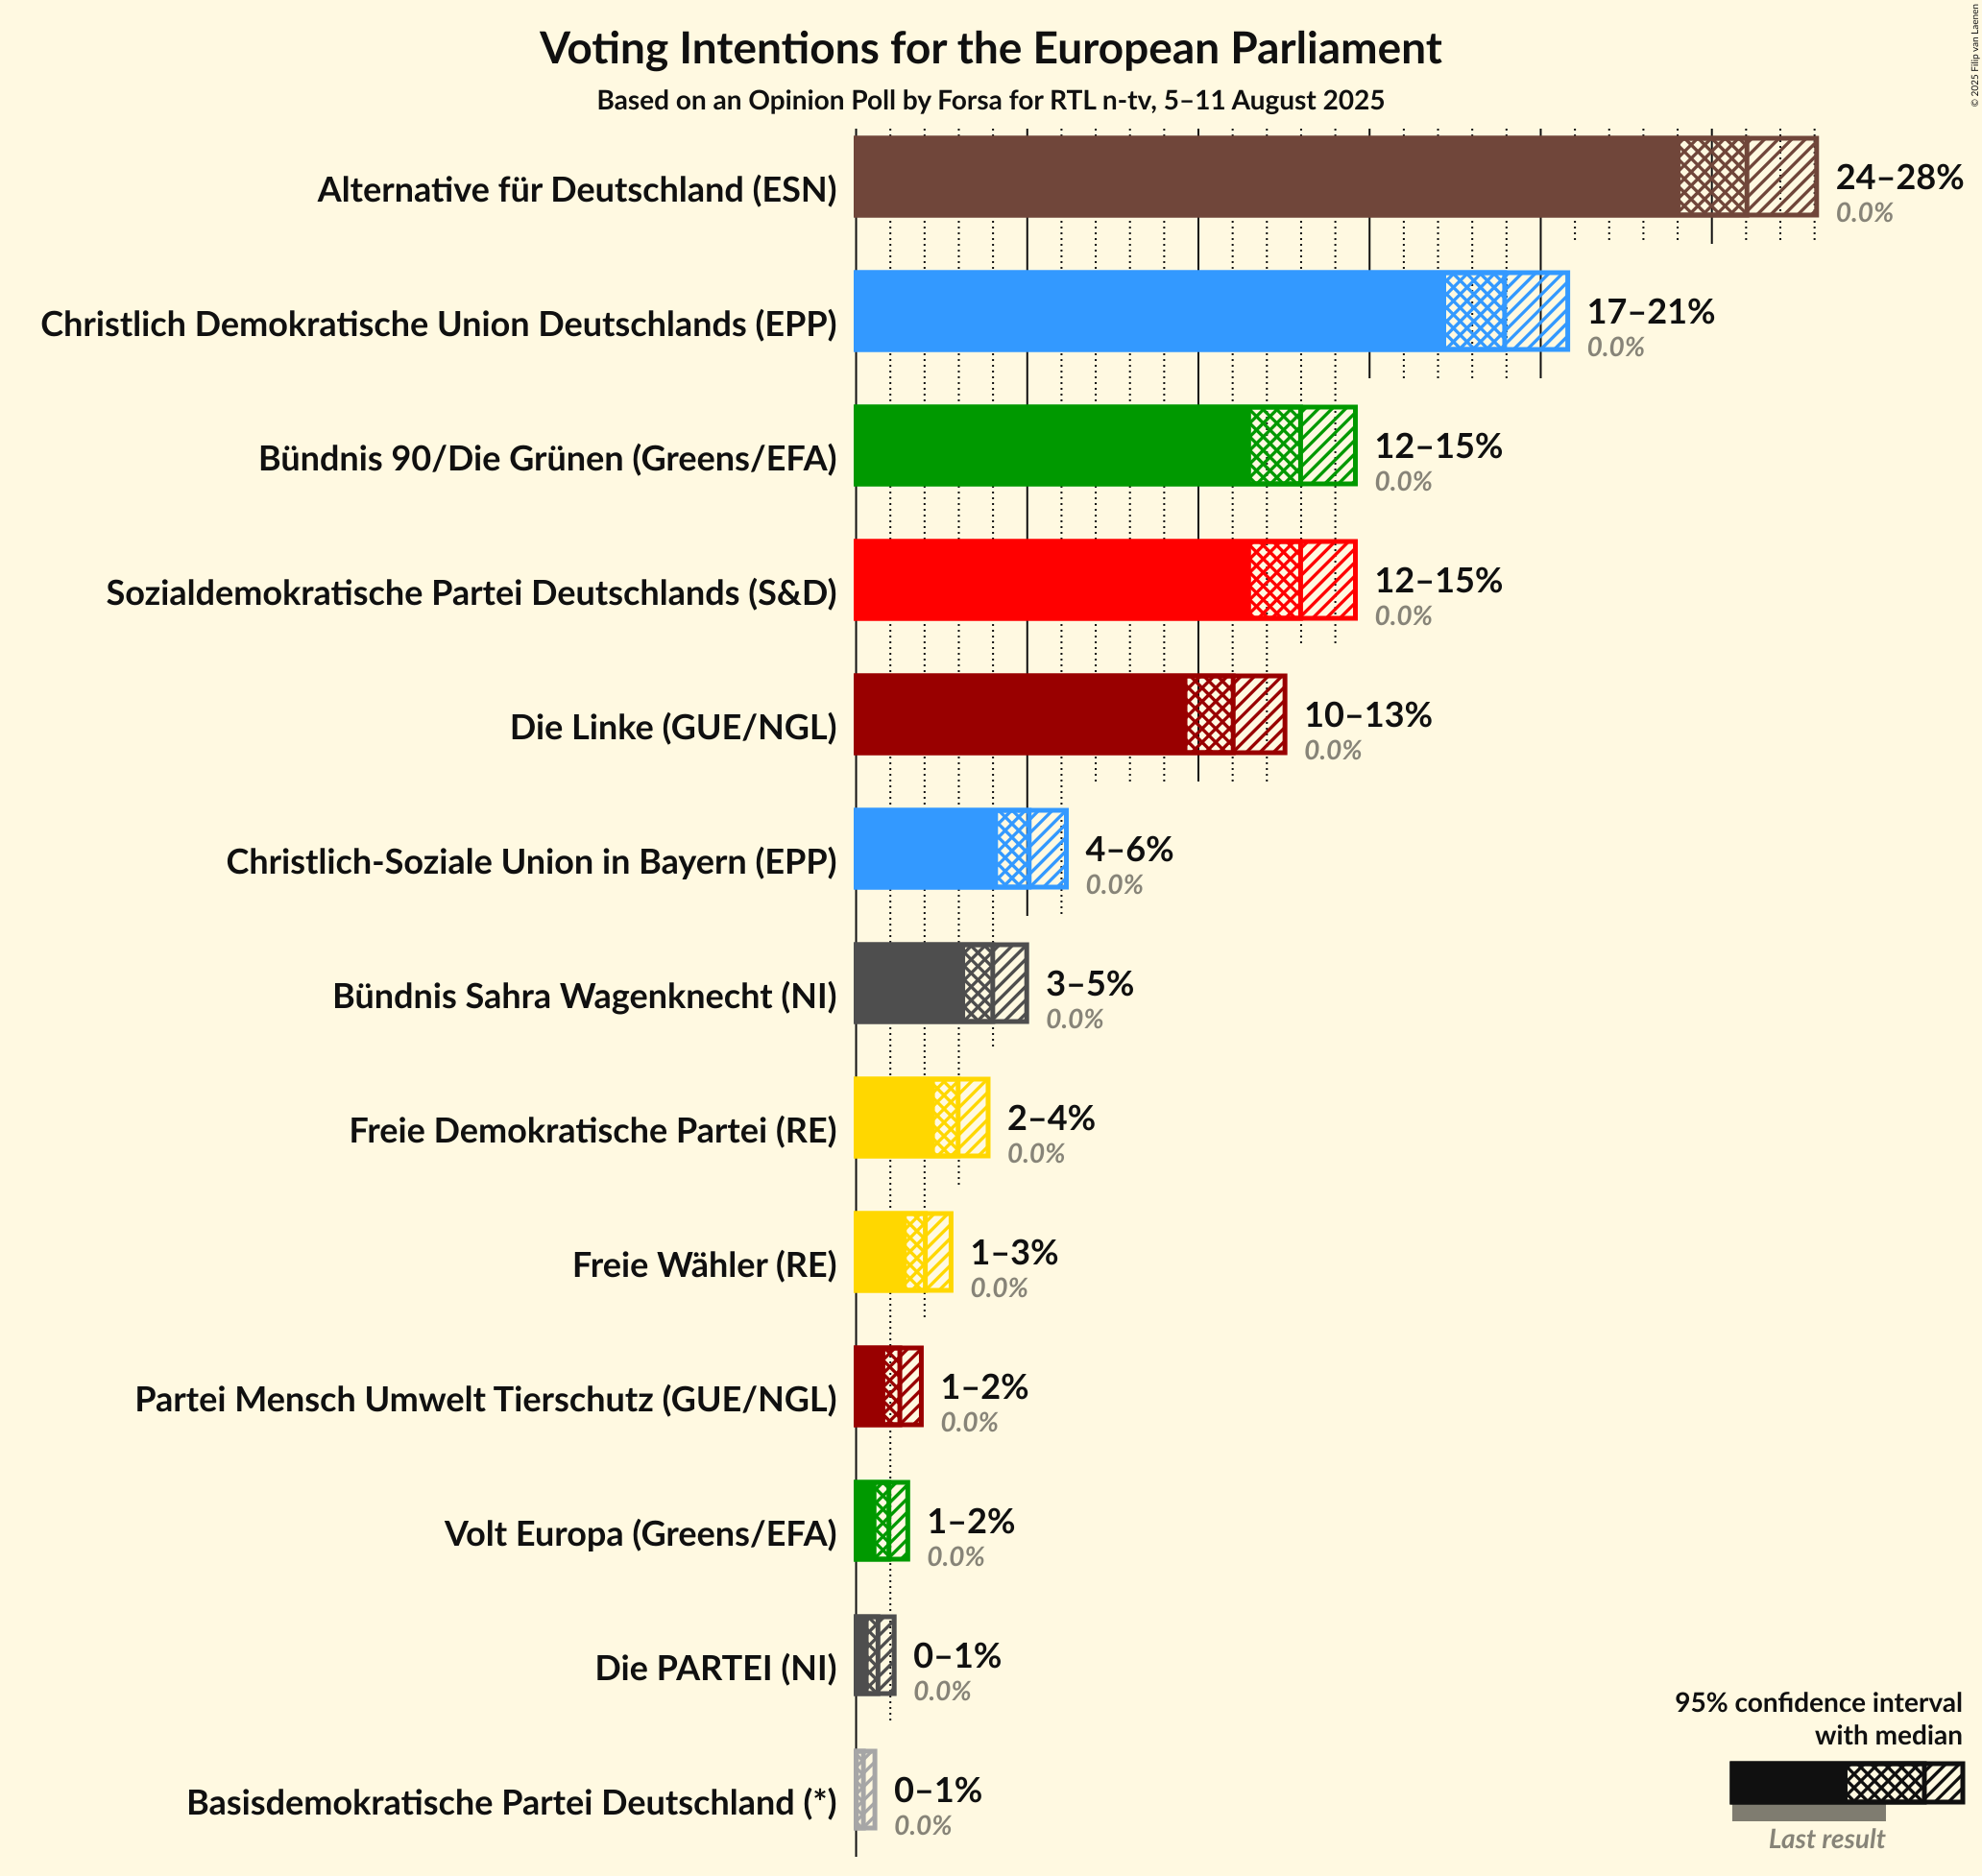 Voting Intentions for the European Parliament
Based on an Opinion Poll by Forsa for RTL n-tv, 5–11 August 2025
© 2025 Filip van Laenen
Alternative für Deutschland (ESN)
24–28%
0.0%
Christlich Demokratische Union Deutschlands (EPP)
17–21%
0.0%
Bündnis 90/Die Grünen (Greens/EFA)
12–15%
0.0%
Sozialdemokratische Partei Deutschlands (S&D)
12–15%
0.0%
Die Linke (GUE/NGL)
10–13%
0.0%
Christlich-Soziale Union in Bayern (EPP)
4–6%
0.0%
Bündnis Sahra Wagenknecht (NI)
3–5%
0.0%
Freie Demokratische Partei (RE)
2–4%
0.0%
Freie Wähler (RE)
1–3%
0.0%
Partei Mensch Umwelt Tierschutz (GUE/NGL)
1–2%
0.0%
Volt Europa (Greens/EFA)
1–2%
0.0%
Die PARTEI (NI)
0–1%
0.0%
Basisdemokratische Partei Deutschland (*)
0–1%
0.0%
95% confidence interval
with median
Last result